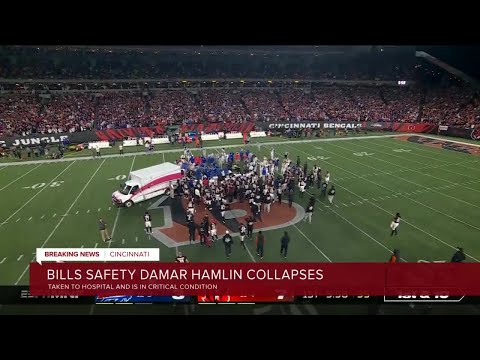 JUNGLE
CINCINNATI BENGALS
BREAKING NEWS CINCINNATI
BILLS SAFETY DAMAR HAMLIN COLLAPSES
TAKEN TO HOSPITAL AND IS IN CRITICAL CONDITION